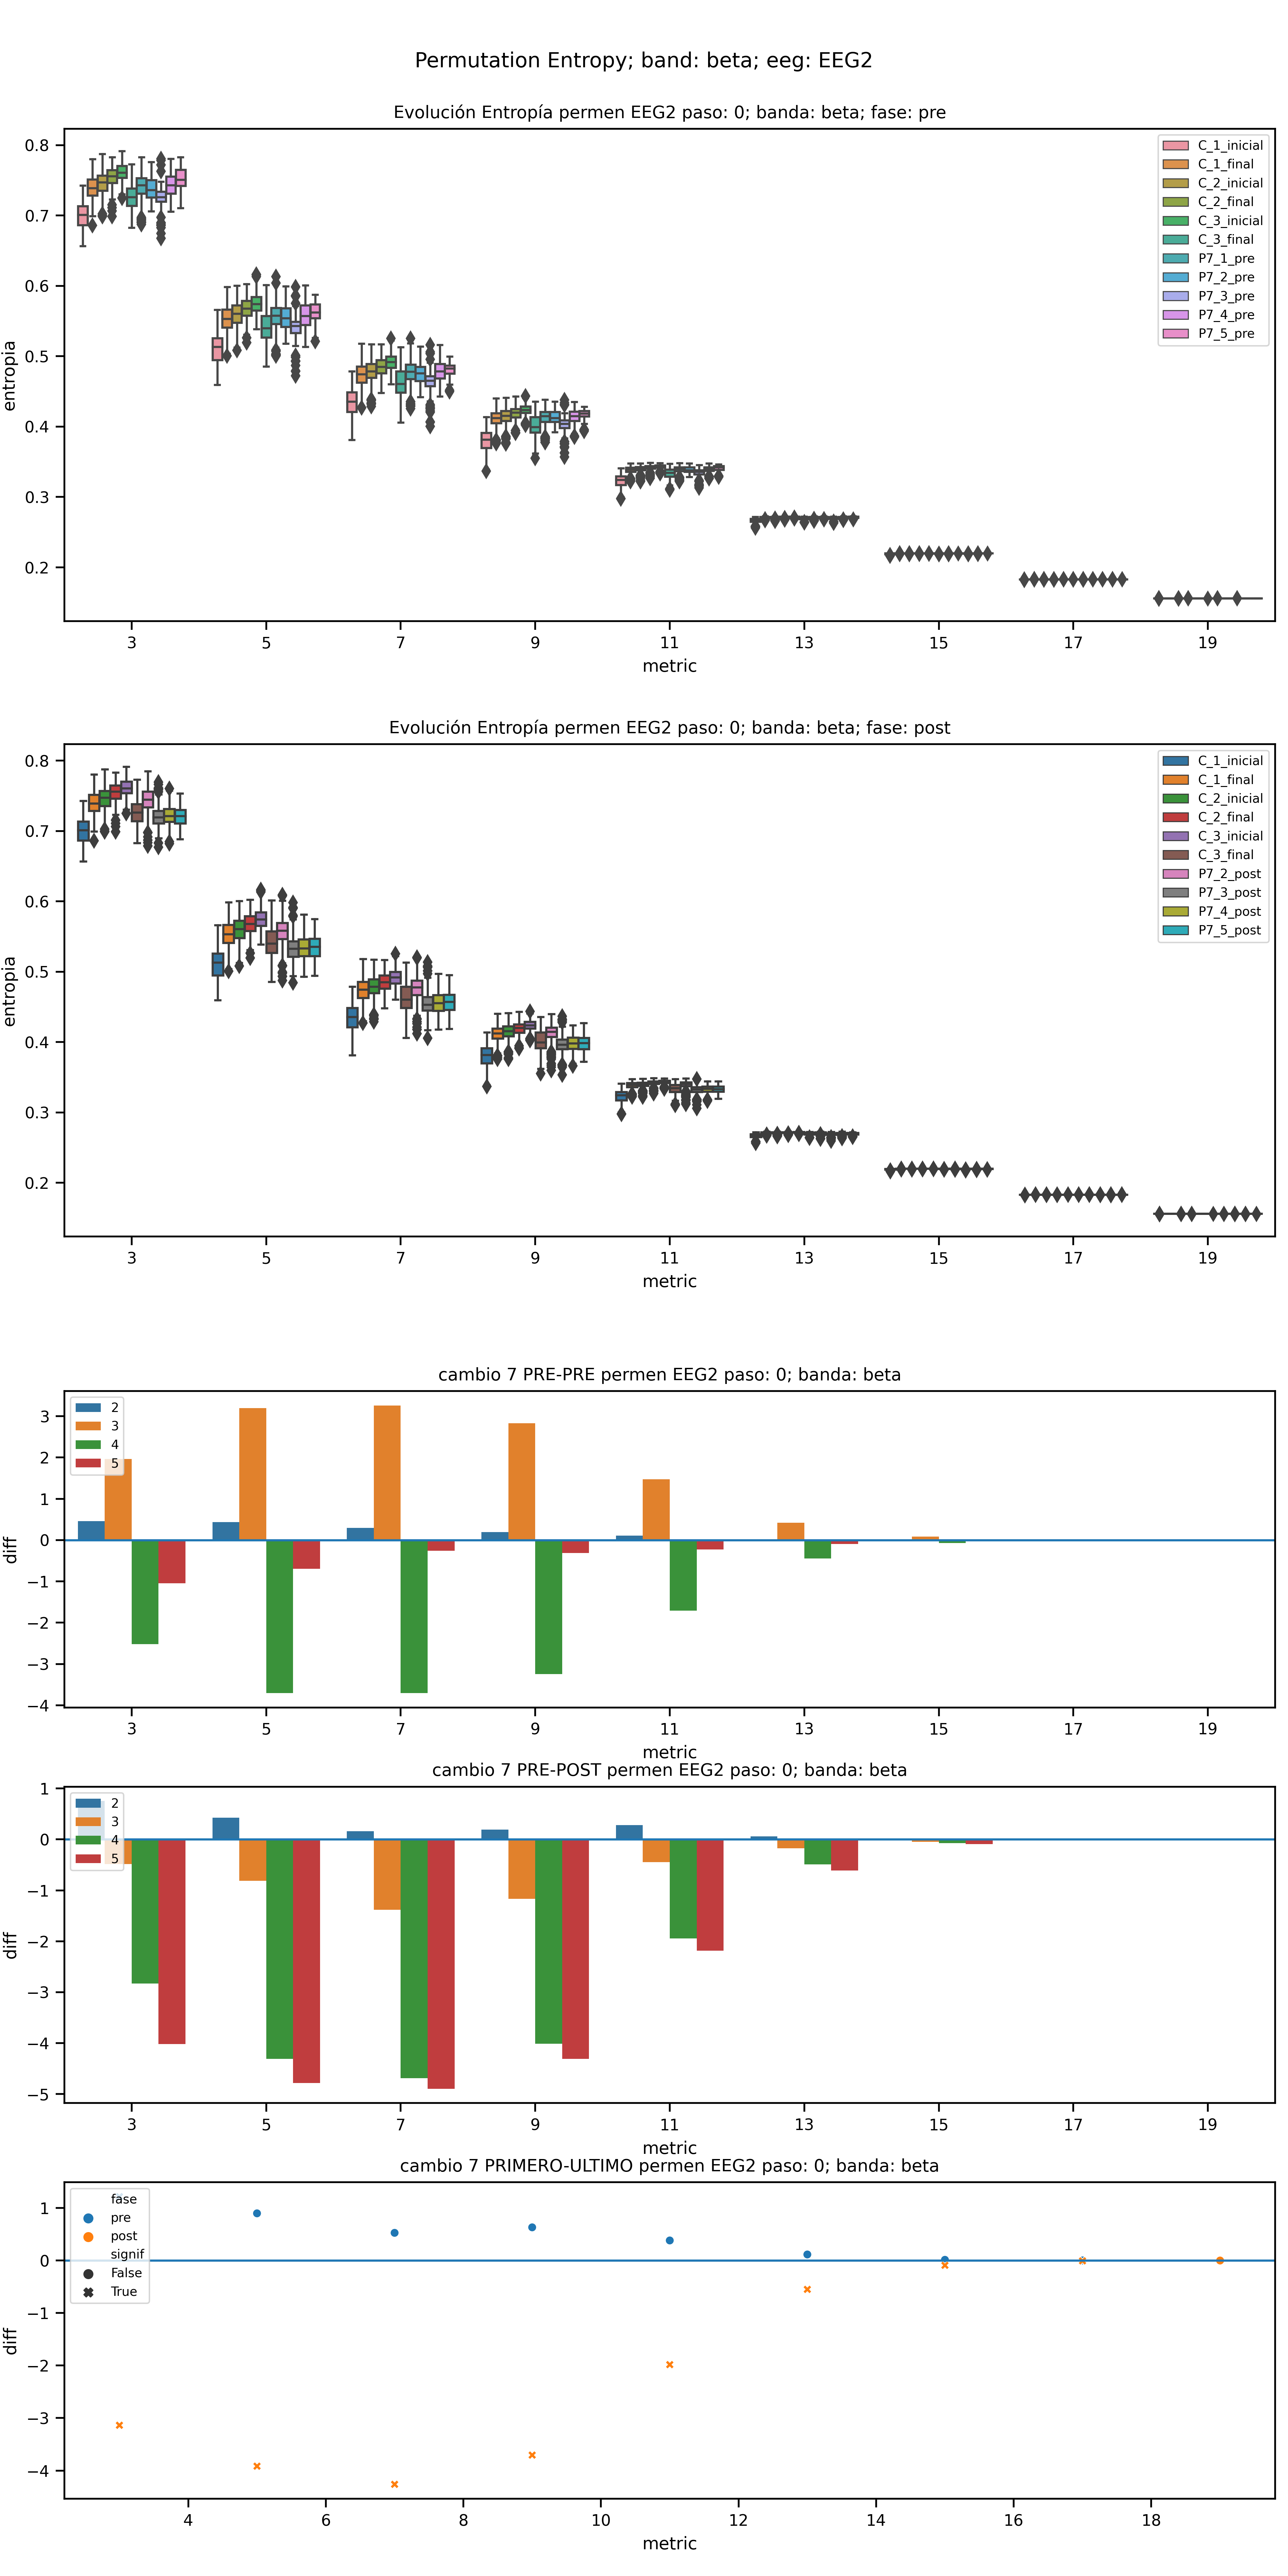 Permutation Entropy; band: beta; eeg: EEG2
Evolución Entropía permen EEG2 paso: 0; banda: beta; fase: pre
entropia
0.8
0.7
0.6
0.5
0.4
0.3
0.2
C_1_inicial
C_1_final
C_2_inicial
C_2_final
C_3_inicial
C_3_final
P7_1_pre
P7_2_pre
P7_3_pre
P7_4_pre
P7_5_pre
3 5 7 9 11 13 15 17 19
metric
Evolución Entropía permen EEG2 paso: 0; banda: beta; fase: post
entropia
0.8
0.7
0.6
0.5
0.4
0.3
0.2
C_1_inicial
C_1_final
C_2_inicial
C_2_final
C_3_inicial
C_3_final
P7_2_post
P7_3_post
P7_4_post
P7_5_post
3 5 7 9 11 13 15 17 19
metric
cambio 7 PRE-PRE permen EEG2 paso: 0; banda: beta
diff
3
2
1
0
−1
−2
−3
−4
2
3
4
5
3 5 7 9 11 13 15 17 19
metric
cambio 7 PRE-POST permen EEG2 paso: 0; banda: beta
diff
1
0
−1
−2
−3
−4
−5
2
3
4
5
3 5 7 9 11 13 15 17 19
metric
cambio 7 PRIMERO-ULTIMO permen EEG2 paso: 0; banda: beta
diff
1
0
−1
−2
−3
−4
fase
pre
post
signif
False
True
4 6 8 10 12 14 16 18
metric